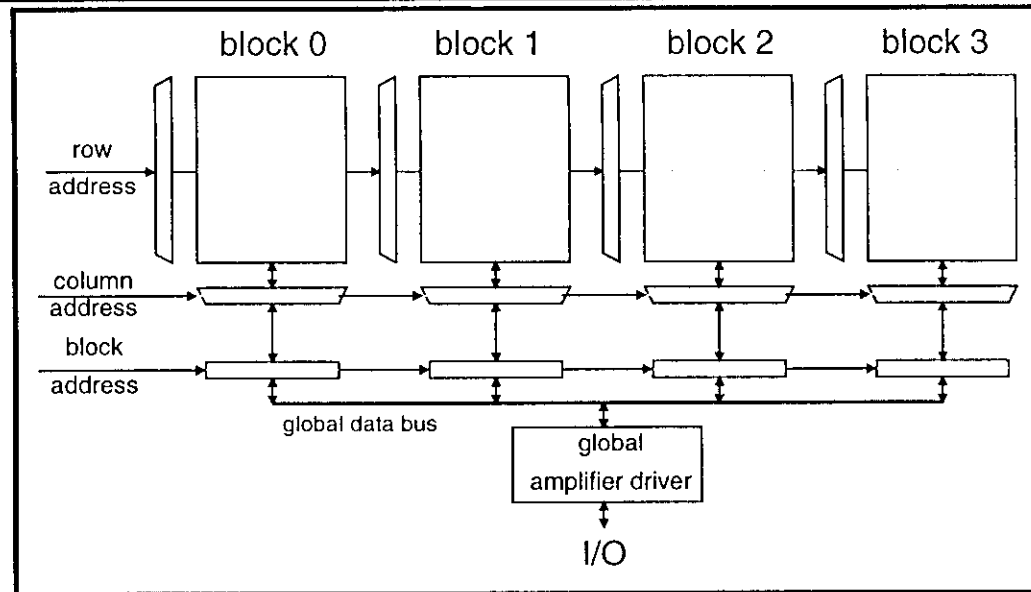 block 0 block 1 block 2 block 3
row
address
column
address
block
address
global data bus
global
amplifier driver
I/O